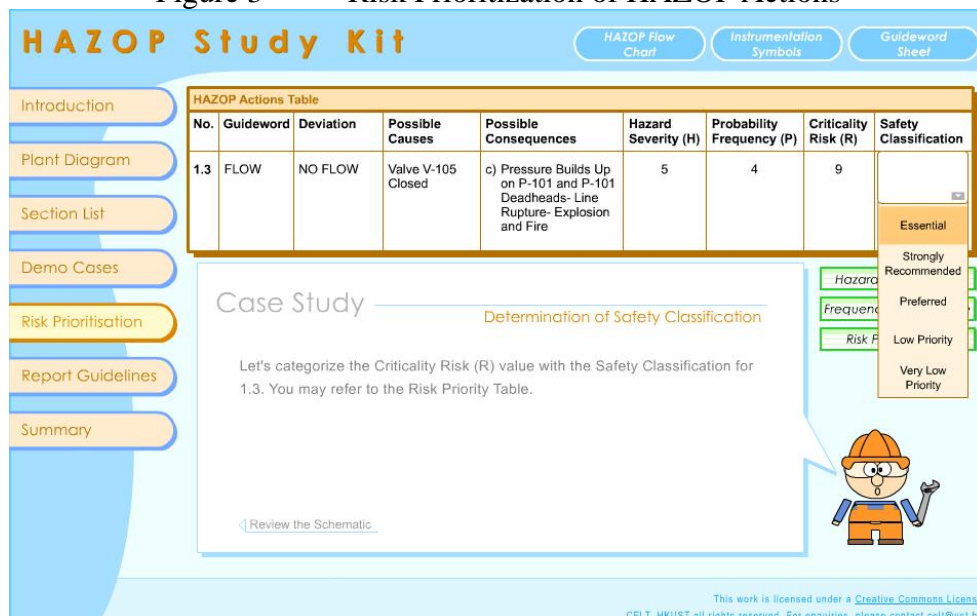 Figure 3 Risk Prioritization of HAZOP Actions
HAZOP Study Kit
HAZOP Flow
Chart
Instrumentation
Symbols
Guideword
Sheet
Introduction
Plant Diagram
Section List
Demo Cases
Risk Prioritisation
Report Guidelines
Summary
HAZOP Actions Table
No. Guideword Deviation Possible Causes Possible Consequences Hazard Severity (H) Probability Frequency (P) Criticality Risk (R) Safety Classification
1.3 FLOW NO FLOW Valve V-105 c) Pressure Builds Up 5 4 9
Closed on P-101 and P-101
Deadheads- Line
Rupture- Explosion
and Fire
Essential
Strongly
Recommended
Preferred
Low Priority
Very Low
Priority
Case Study
Determination of Safety Classification
Let's categorize the Criticality Risk (R) value with the Safety Classification for
1.3. You may refer to the Risk Priority Table.
Review the Schematic
Risk
This work is licensed under a Creative Commons
CELT, HKUST all rights reserved. For enquiries, please contact